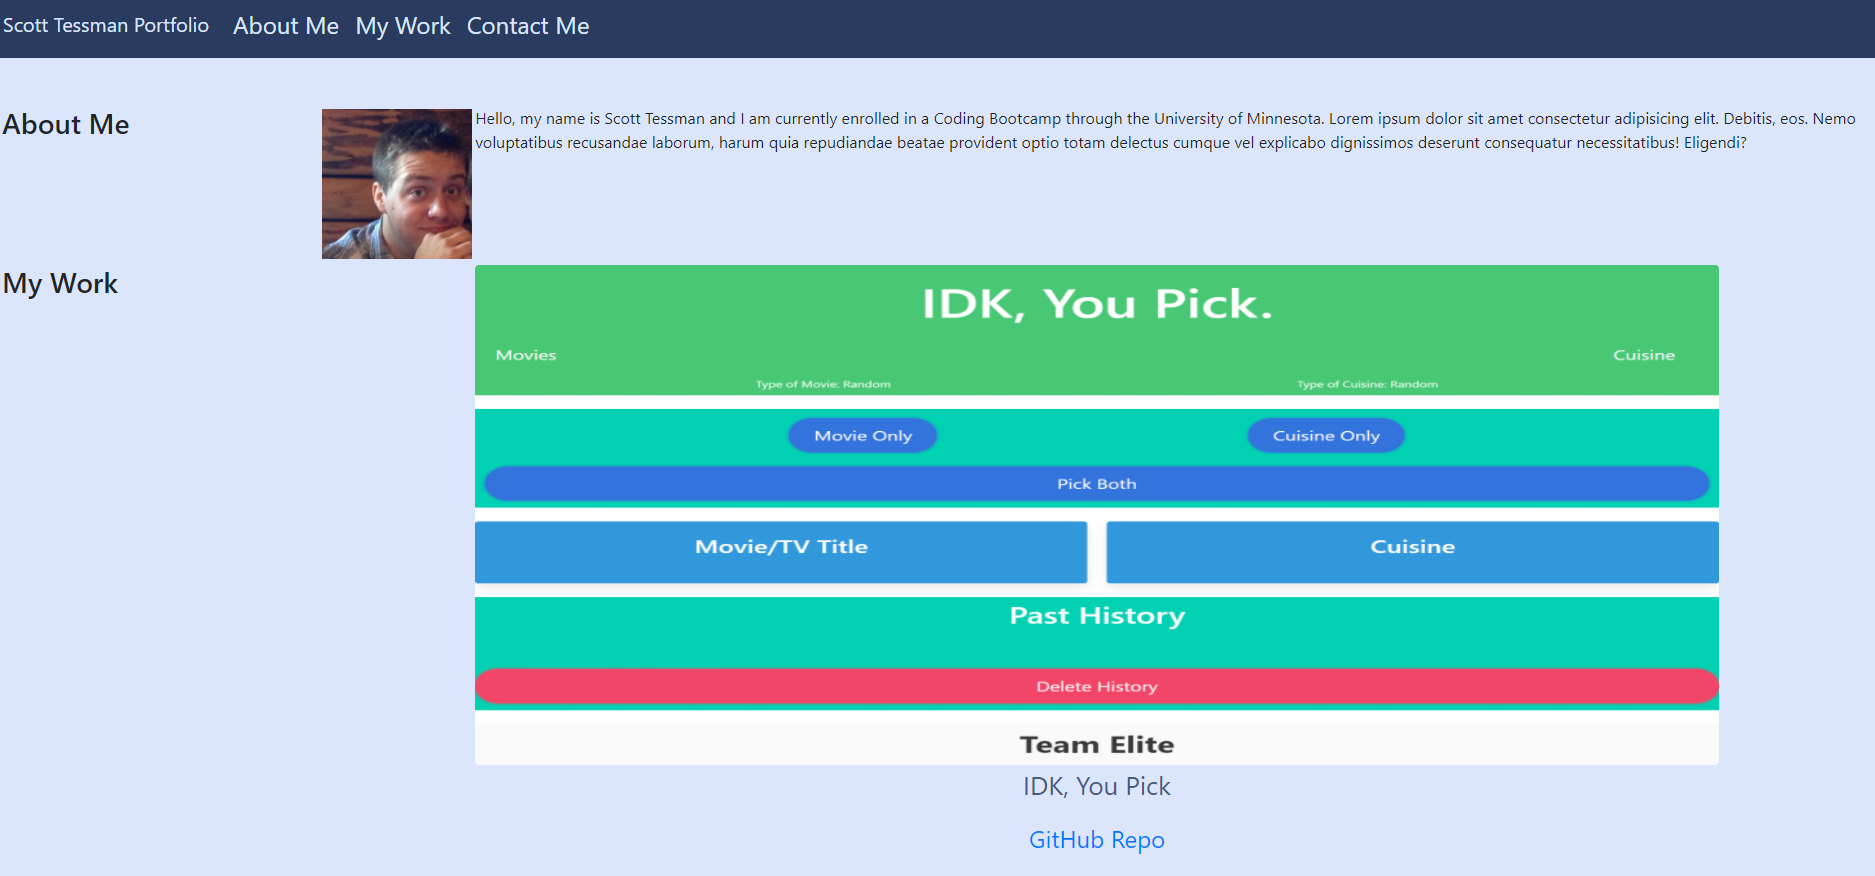 Scott Tessman Portfolio About Me My Work Contact Me
About Me
Hello, my name is Scott Tessman and I am currently enrolled in a Coding Bootcamp through the University of Minnesota. Lorem ipsum dolor sit amet consectetur adipisicing elit. Debitis, eos. Nemo
voluptatibus recusandae laborum, harum quia repudiandae beatae provident optio totam delectus cumque vel explicabo dignissimos deserunt consequatur necessitatibus! Eligendi?
My Work
IDK, You Pick.
Movies Cuisine
Type of Movie: Random Type of Cuisine: Random
Movie Only Cuisine Only
Pick Both
Movie/TV Title Cuisine
Past History
Delete History
Team Elite
IDK, You Pick
GitHub Repo